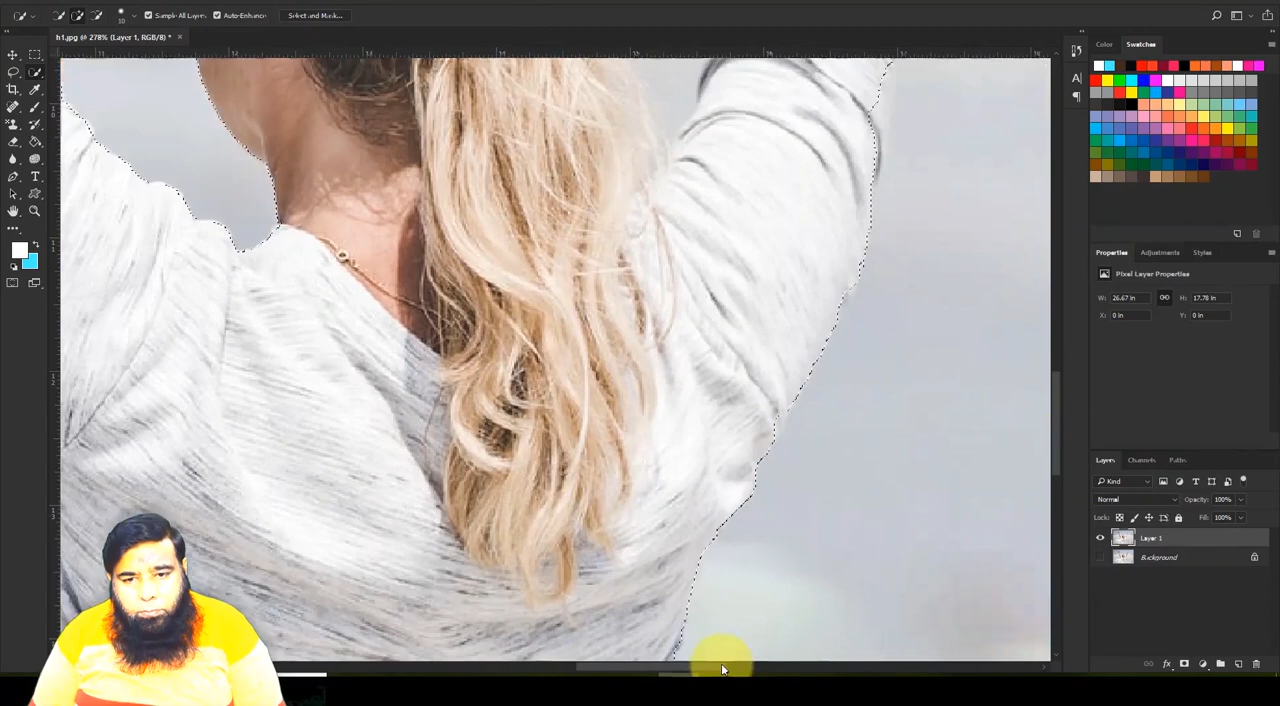 10
Sample All Layers
Auto-Enhance
Select and Mask...
h1.jpg @ 278% (Layer 1, RGB/8) *
Color
Swatches
Properties
Adjustments
Styles
Pixel Layer Properties
W: 26.67 in
H: 17.78 in
X: 0 in
Y: 0 in
Layers
Channels
Paths
Kind
Normal
Opacity: 100%
Lock:
Fill: 100%
Layer 1
Background